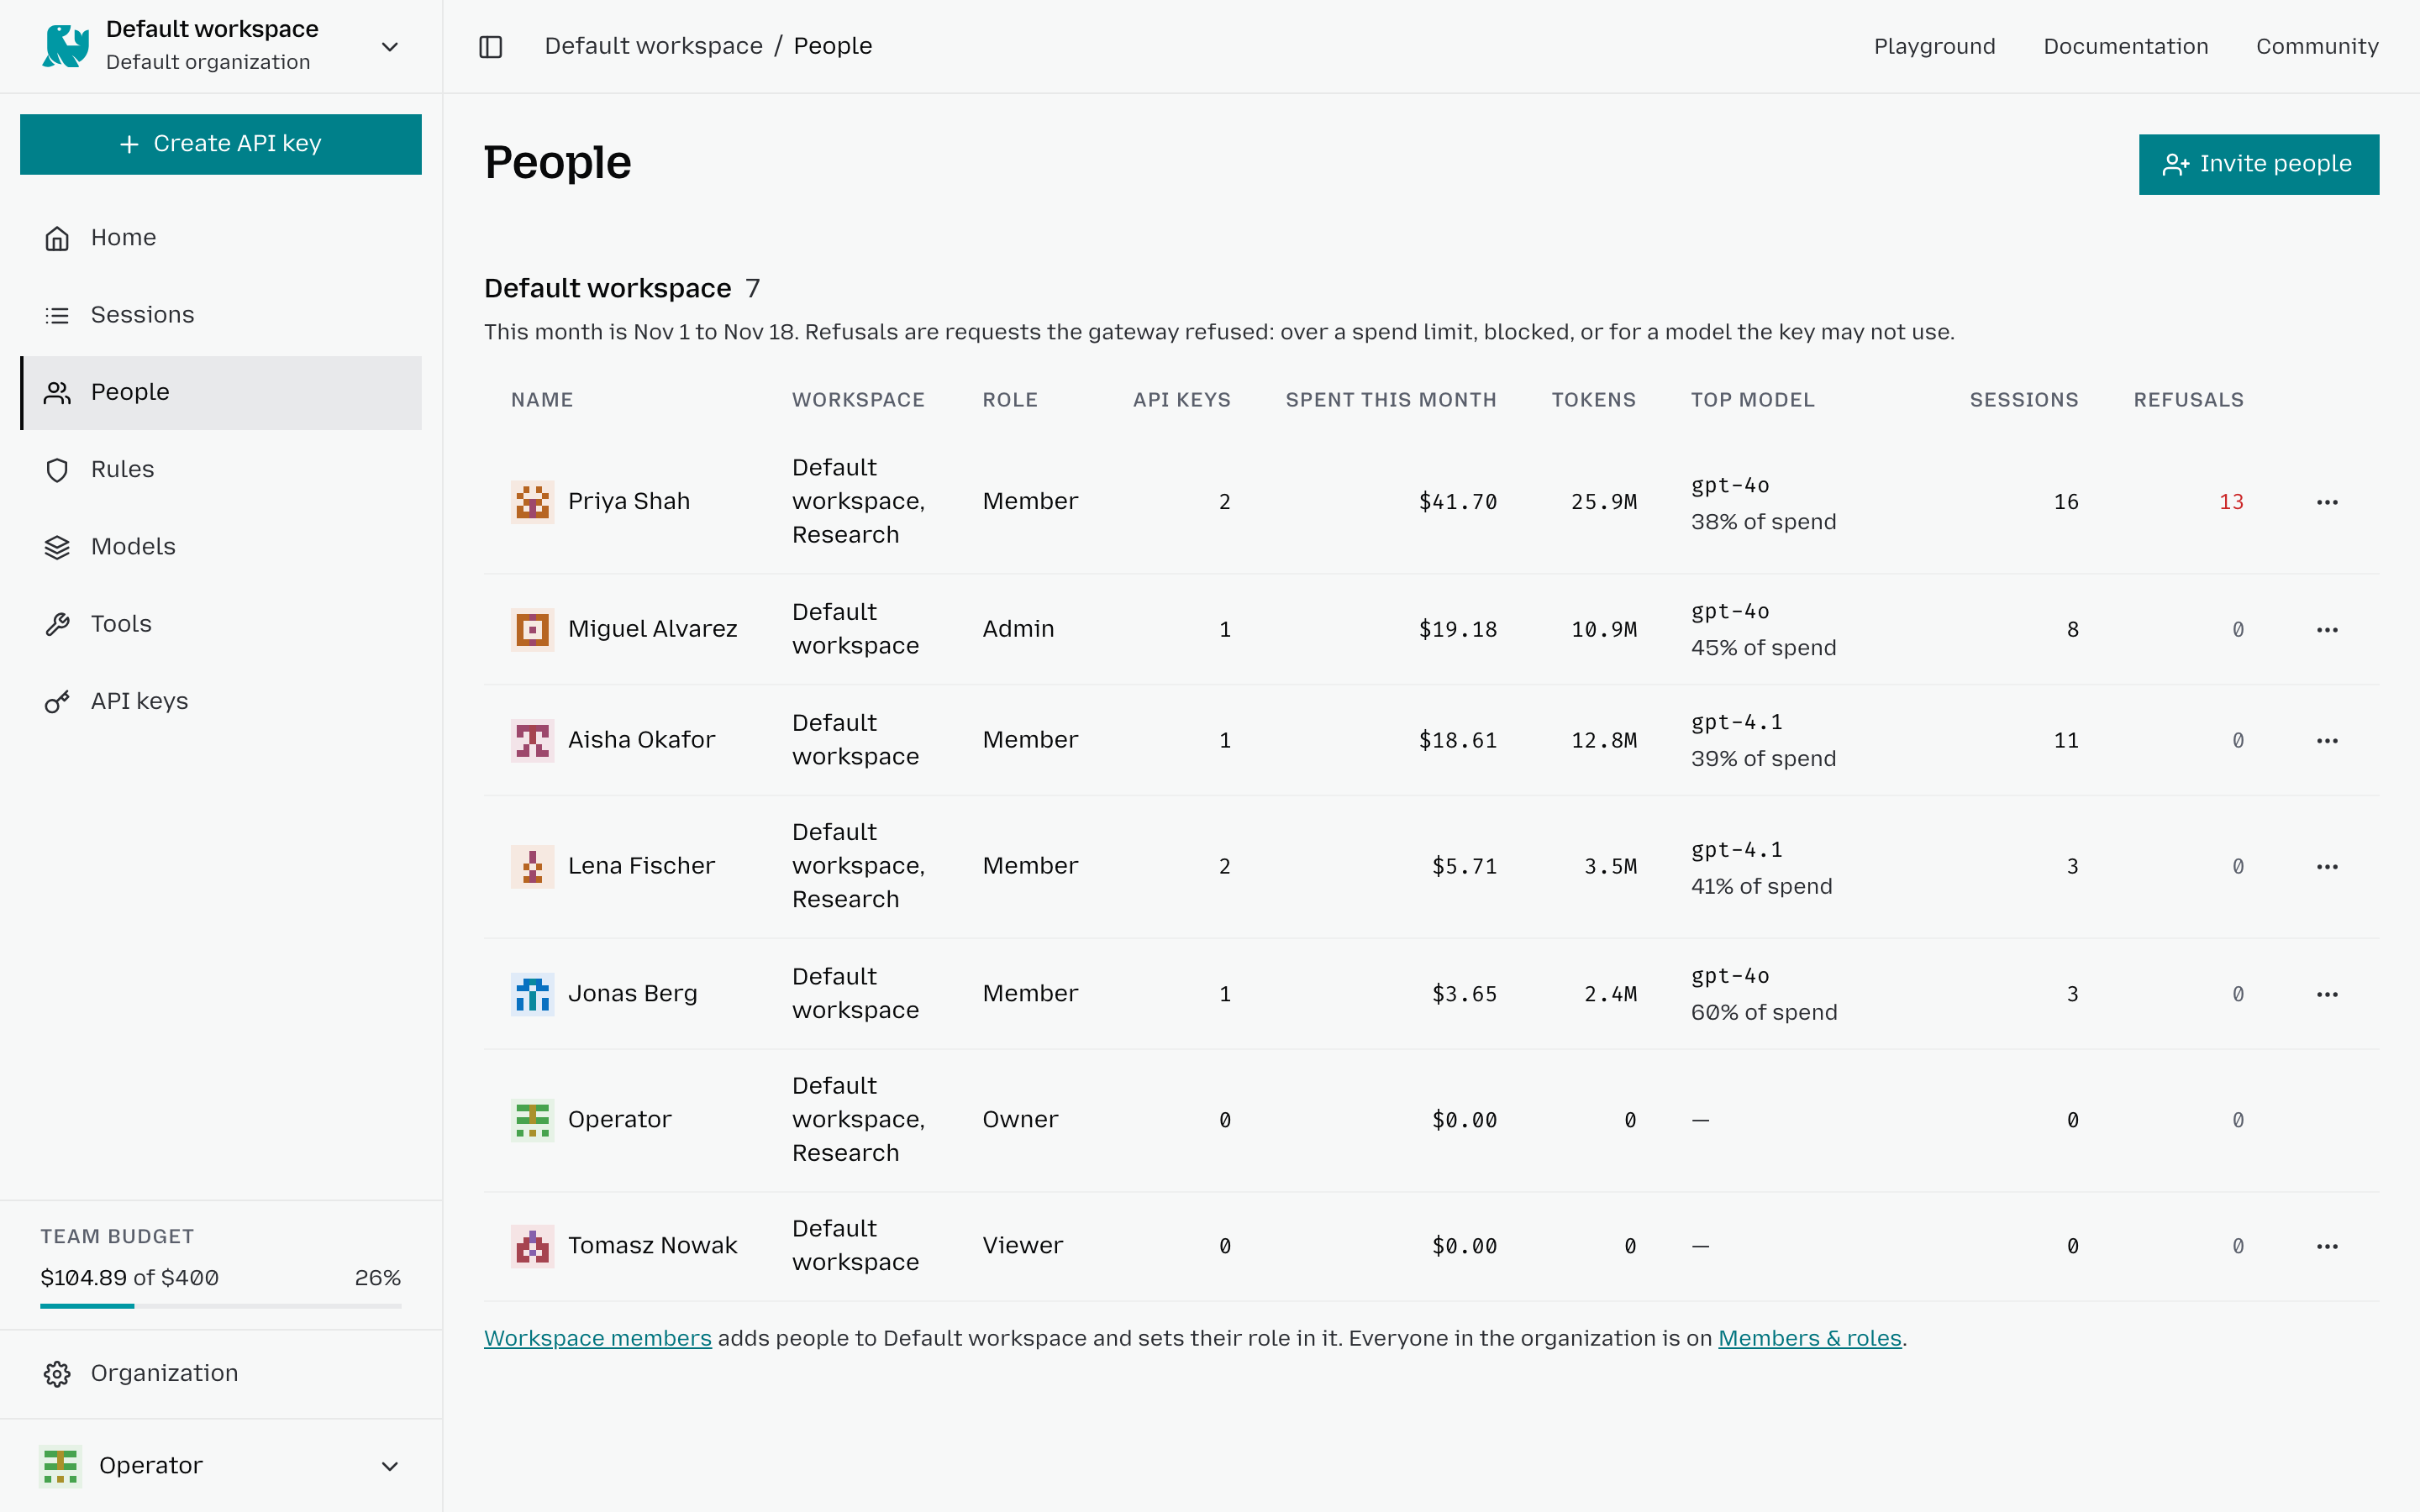 Default workspace
Default organization
Default workspace / People
Playground
Documentation
Community
Create API key
Home
Sessions
People
Rules
Models
Tools
API keys
TEAM BUDGET
$104.89 of $400
26%
Organization
Operator
People
Invite people
Default workspace 7
This month is Nov 1 to Nov 18. Refusals are requests the gateway refused: over a spend limit, blocked, or for a model the key may not use.
NAME WORKSPACE ROLE API KEYS SPENT THIS MONTH TOKENS TOP MODEL SESSIONS REFUSALS
Priya Shah
Default
workspace,
Research
Member
2
$41.70
25.9M
gpt-4o
38% of spend
16
13
Miguel Alvarez
Default
workspace
Admin
1
$19.18
10.9M
gpt-4o
45% of spend
8
0
Aisha Okafor
Default
workspace
Member
1
$18.61
12.8M
gpt-4.1
39% of spend
11
0
Lena Fischer
Default
workspace,
Research
Member
2
$5.71
3.5M
gpt-4.1
41% of spend
3
0
Jonas Berg
Default
workspace
Member
1
$3.65
2.4M
gpt-4o
60% of spend
3
0
Operator
Default
workspace,
Research
Owner
0
$0.00
0
—
0
0
Tomasz Nowak
Default
workspace
Viewer
0
$0.00
0
—
0
0
Workspace members adds people to Default workspace and sets their role in it. Everyone in the organization is on Members & roles.